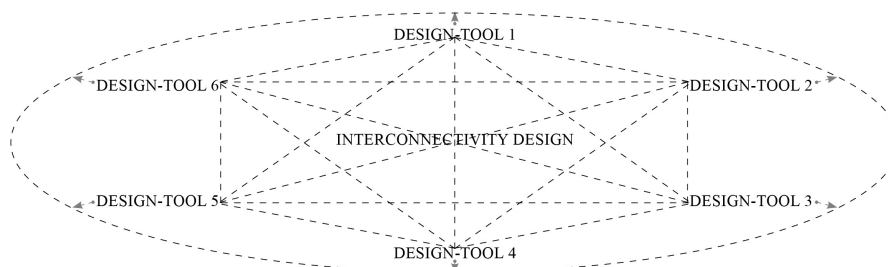 DESIGN-TOOL 1
DESIGN-TOOL 6
DESIGN-TOOL 2
INTERCONNECTIVITY DESIGN
DESIGN-TOOL 5
DESIGN-TOOL 3
DESIGN-TOOL 4